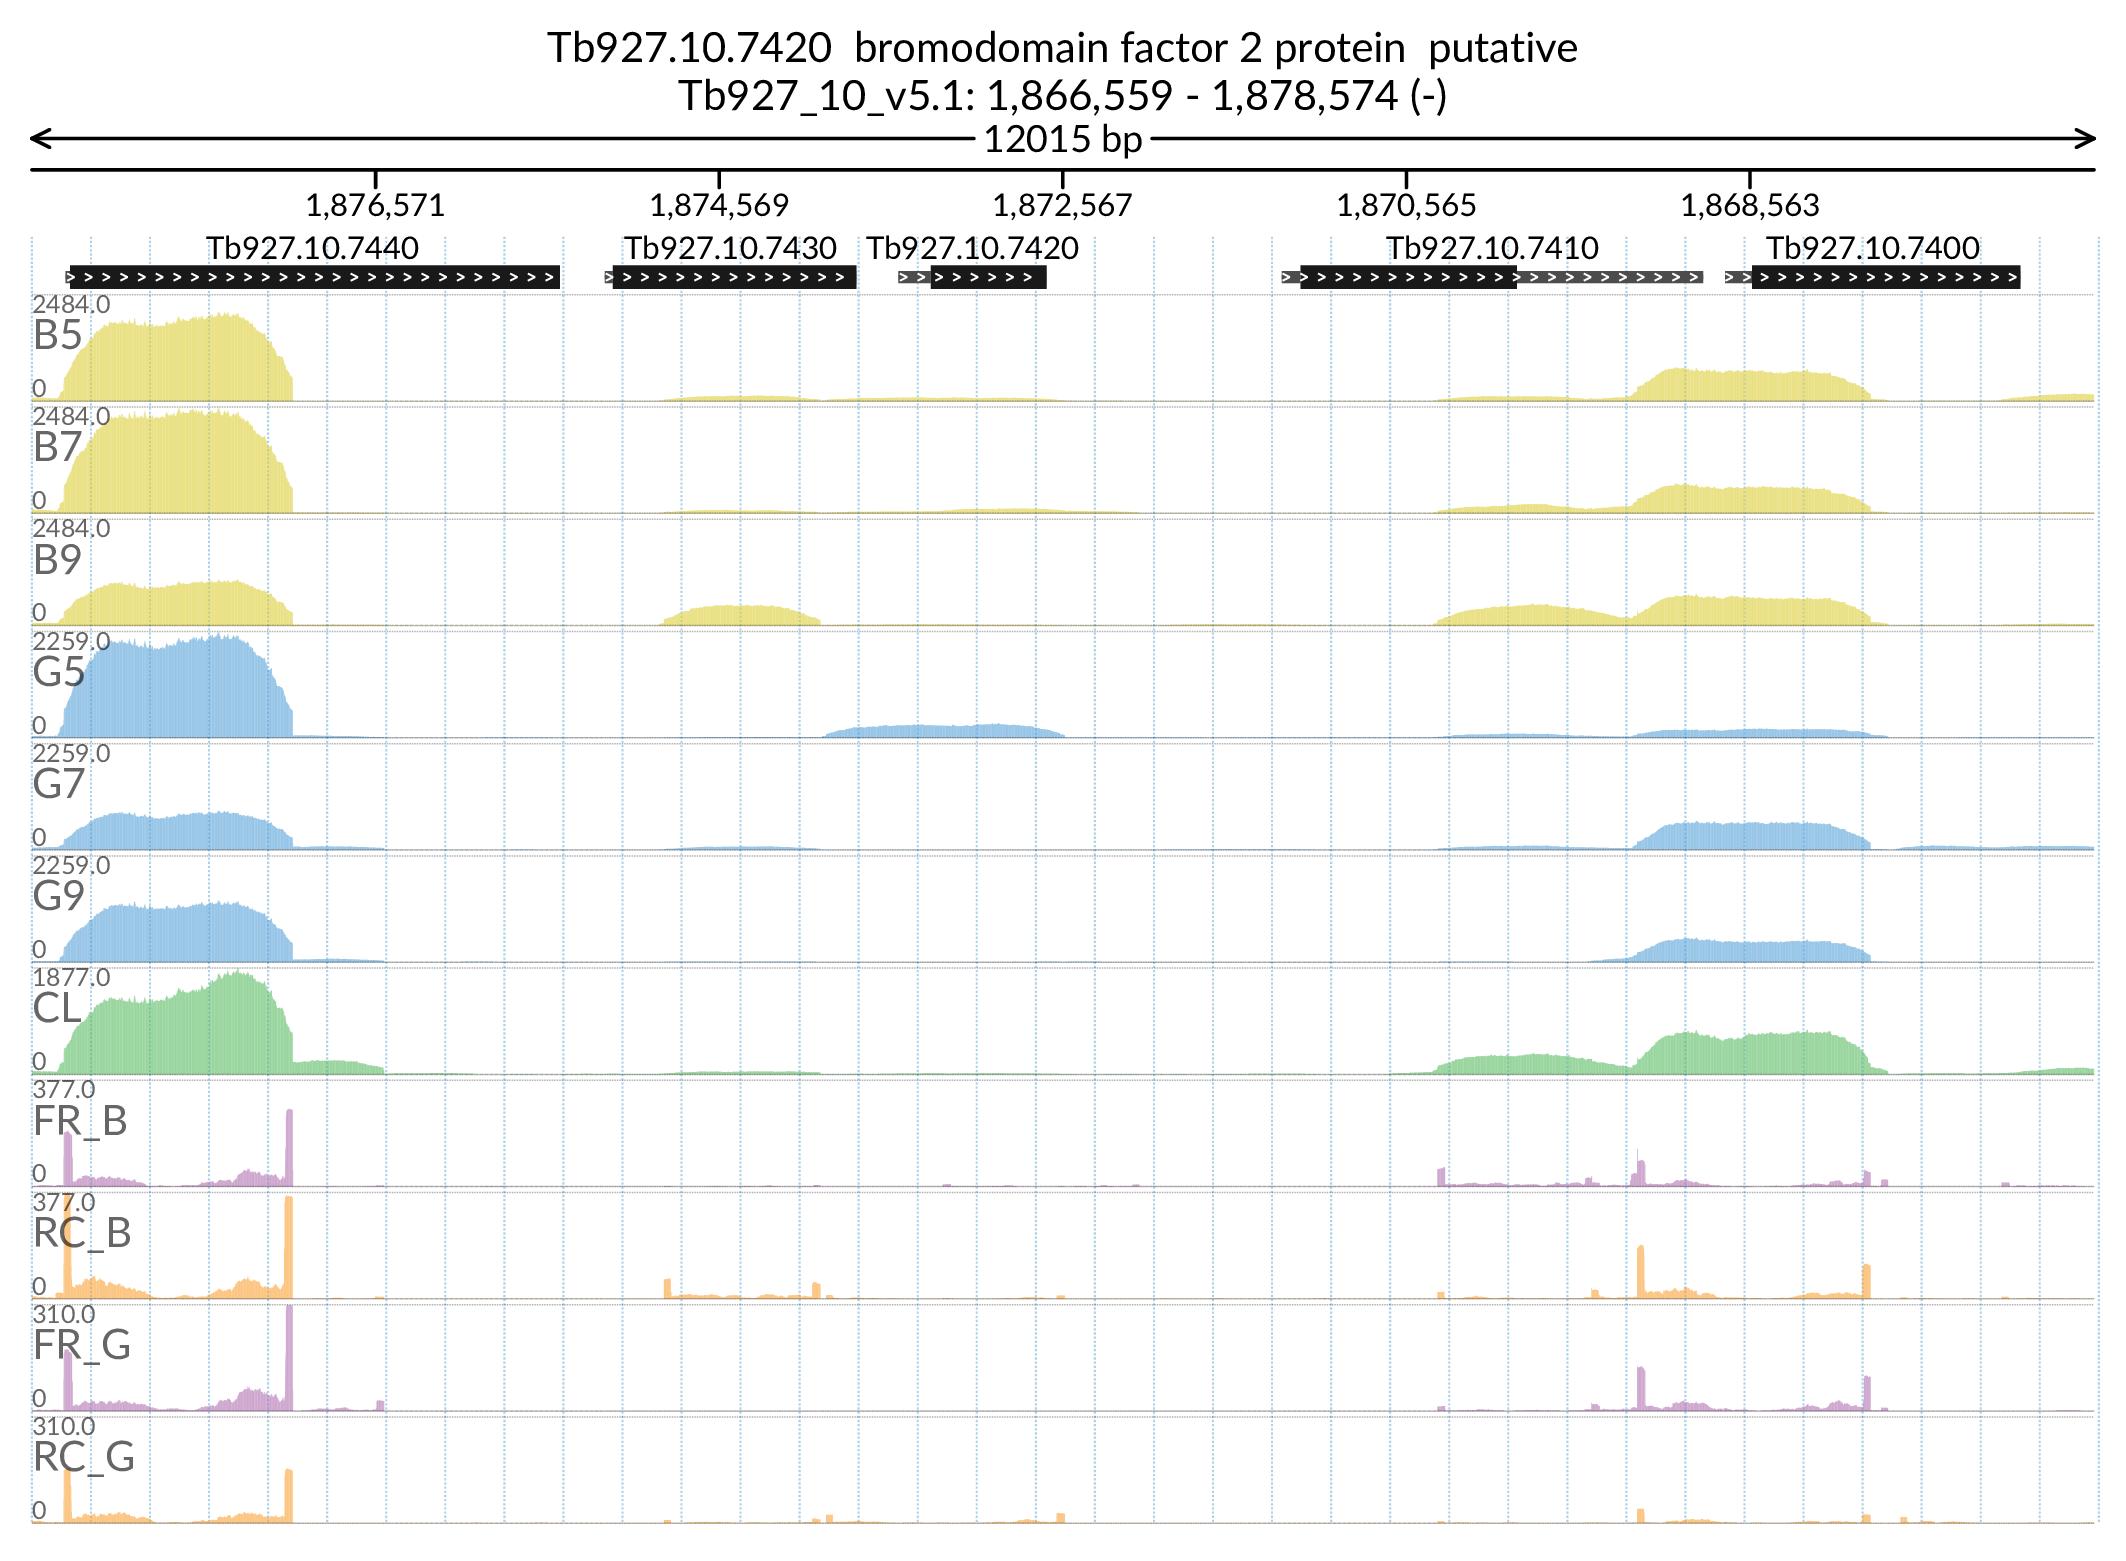 Tb927.10.7420  bromodomain factor 2 protein  putative
Tb927_10_v5.1: 1,866,559 - 1,878,574 (-)
12015 bp
1,876,571 1,874,569 1,872,567 1,870,565 1,868,563
Tb927.10.7440 Tb927.10.7430 Tb927.10.7420 Tb927.10.7410 Tb927.10.7400
2484.0
B5
0
2484.0
B7
0
2484.0
B9
0
2259.0
G5
0
2259.0
G7
0
2259.0
G9
0
1877.0
CL
0
377.0
FR_B
0
377.0
RC_B
0
310.0
FR_G
0
310.0
RC_G
0